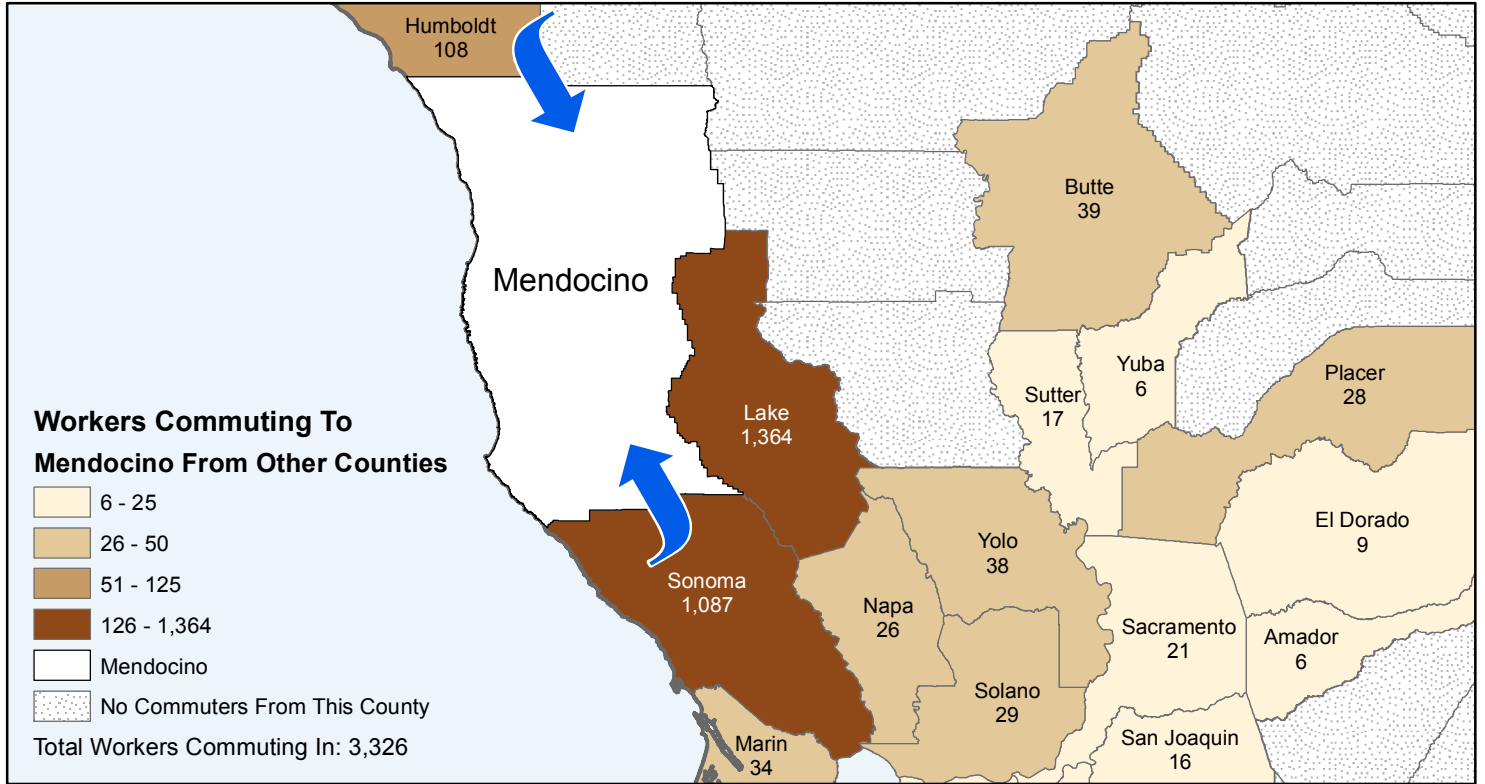 Humboldt
108
Butte
39
Mendocino
Yuba
6
Placer
28
Sutter
17
Lake
1,364
Workers Commuting To
Mendocino From Other Counties
6 - 25
26 - 50
51 - 125
126 - 1,364
Mendocino
No Commuters From This County
Total Workers Commuting In: 3,326
El Dorado
9
Yolo
38
Sonoma
1,087
Napa
26
Sacramento
21
Amador
6
Solano
29
Marin
34
San Joaquin
16